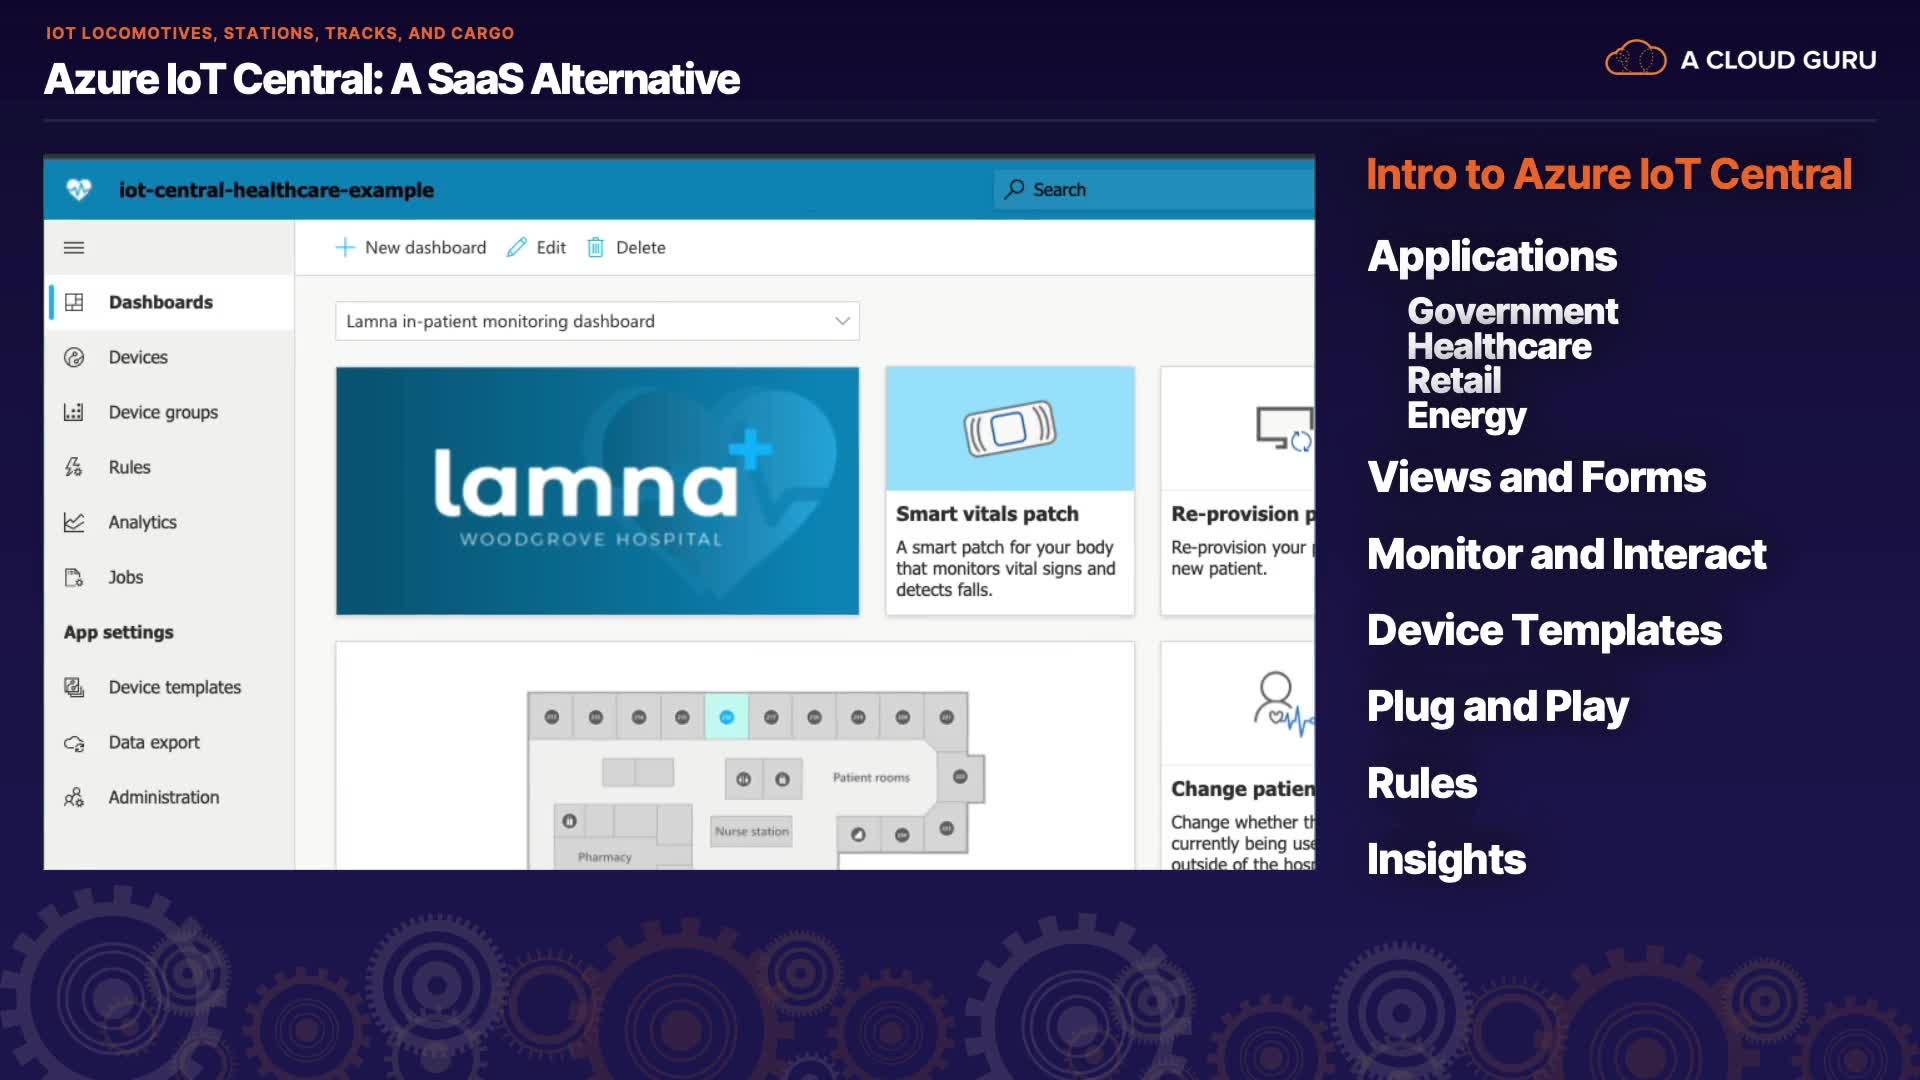 IOT LOCOMOTIVES, STATIONS, TRACKS, AND CARGO
Azure IoT Central: A SaaS Alternative
A CLOUD GURU
iot-central-healthcare-example
Search
New dashboard
Edit
Delete
Dashboards
Devices
Device groups
Rules
Analytics
Jobs
App settings
Device templates
Data export
Administration
Lamna in-patient monitoring dashboard
lamna
WOODGROVE HOSPITAL
Smart vitals patch
A smart patch for your body
that monitors vital signs and
detects falls.
Re-provision p
Re-provision your
new patient.
Patient rooms
Nurse station
Pharmacy
Change patien
Change whether th
currently being use
outside of the hosp
Intro to Azure IoT Central
Applications
Government
Healthcare
Retail
Energy
Views and Forms
Monitor and Interact
Device Templates
Plug and Play
Rules
Insights